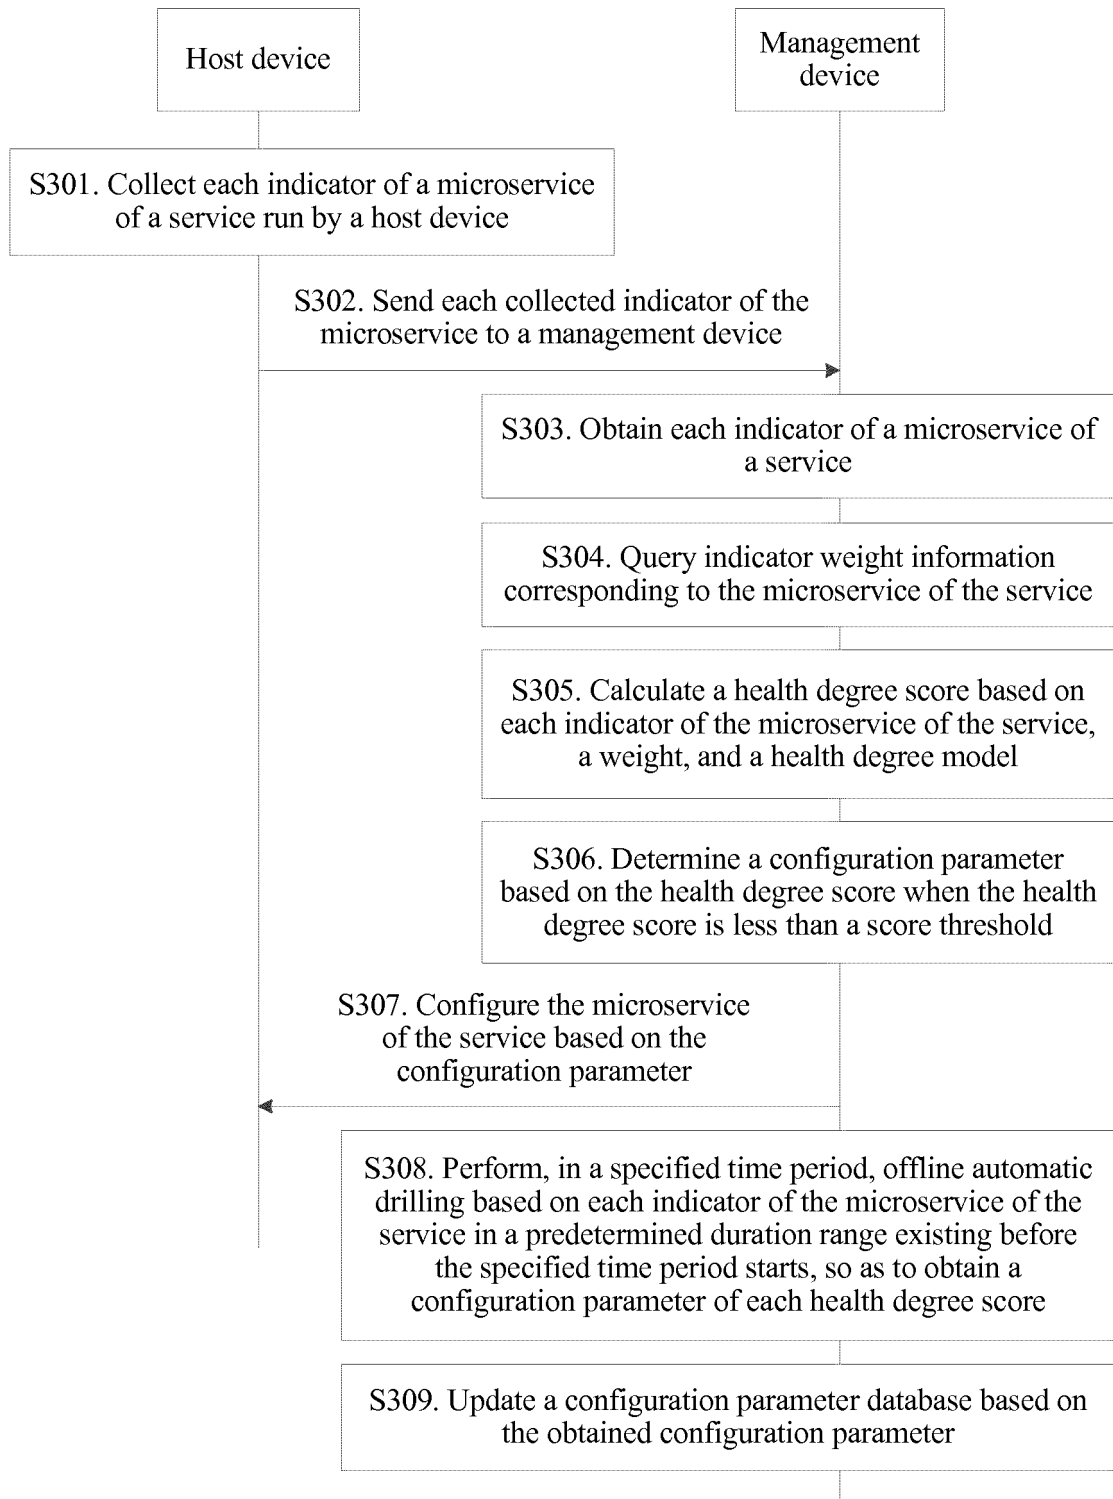 Host device
Management
device
S301. Collect each indicator of a microservice
of a service run by a host device
S302. Send each collected indicator of the
microservice to a management device
S303. Obtain each indicator of a microservice of
a service
S304. Query indicator weight information
corresponding to the microservice of the service
S305. Calculate a health degree score based on
each indicator of the microservice of the service,
a weight, and a health degree model
S306. Determine a configuration parameter
based on the health degree score when the health
degree score is less than a score threshold
S307. Configure the microservice
of the service based on the
configuration parameter
S308. Perform, in a specified time period, offline automatic
drilling based on each indicator of the microservice of the
service in a predetermined duration range existing before
the specified time period starts, so as to obtain a
configuration parameter of each health degree score
S309. Update a configuration parameter database based on
the obtained configuration parameter